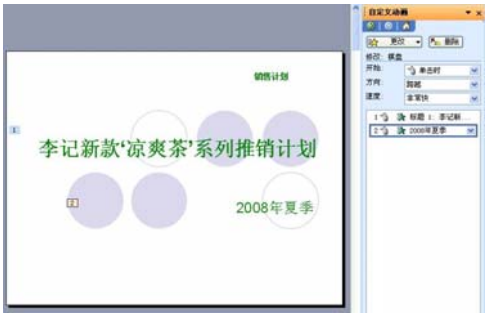 自定义动画
更改
删除
修改: 棋盘
开始:
单击时
方向:
跨越
速度:
非常快
1
标题 1: 李记新...
2
2008年夏季
销售计划
1
李记新款‘凉爽茶’系列推销计划
2
2008年夏季